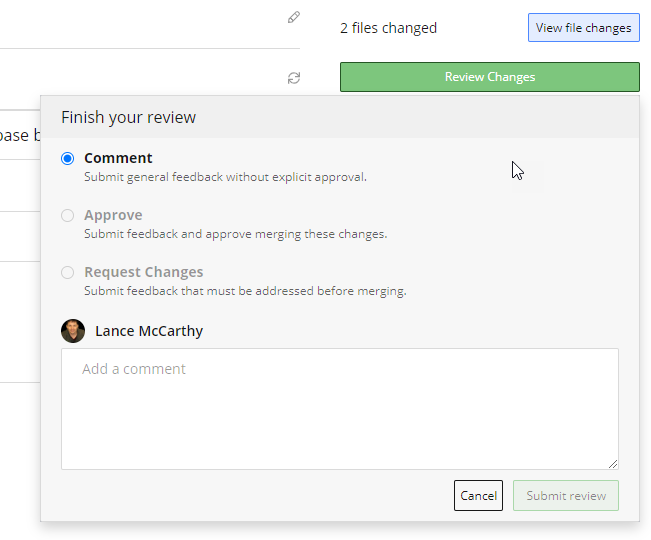 2 files changed
View file changes
Review Changes
Finish your review
Comment
Submit general feedback without explicit approval.
Approve
Submit feedback and approve merging these changes.
Request Changes
Submit feedback that must be addressed before merging.
Lance McCarthy
Add a comment
Cancel
Submit review